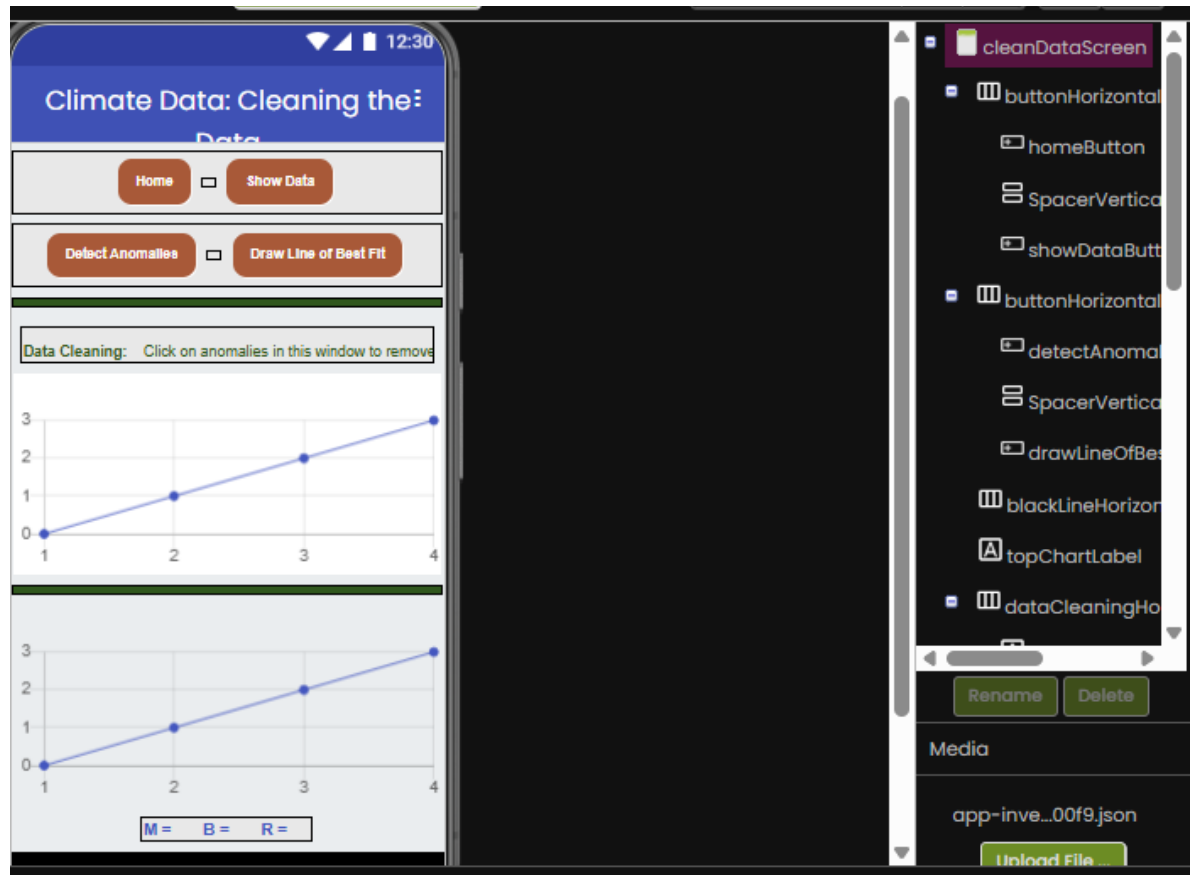 12:30
Climate Data: Cleaning the
Data
Home
Show Data
Detect Anomalies
Draw Line of Best Fit
Data Cleaning: Click on anomalies in this window to remove
3
2
1
0
1 2 3 4
3
2
1
0
1 2 3 4
M = B = R =
cleanDataScreen
buttonHorizontal
homeButton
SpacerVertica
showDataButt
buttonHorizontal
detectAnomal
SpacerVertica
drawLineOfBes
blackLineHorizon
topChartLabel
dataCleaningHo
Rename Delete
Media
app-inve...00f9.json
Upload File ...